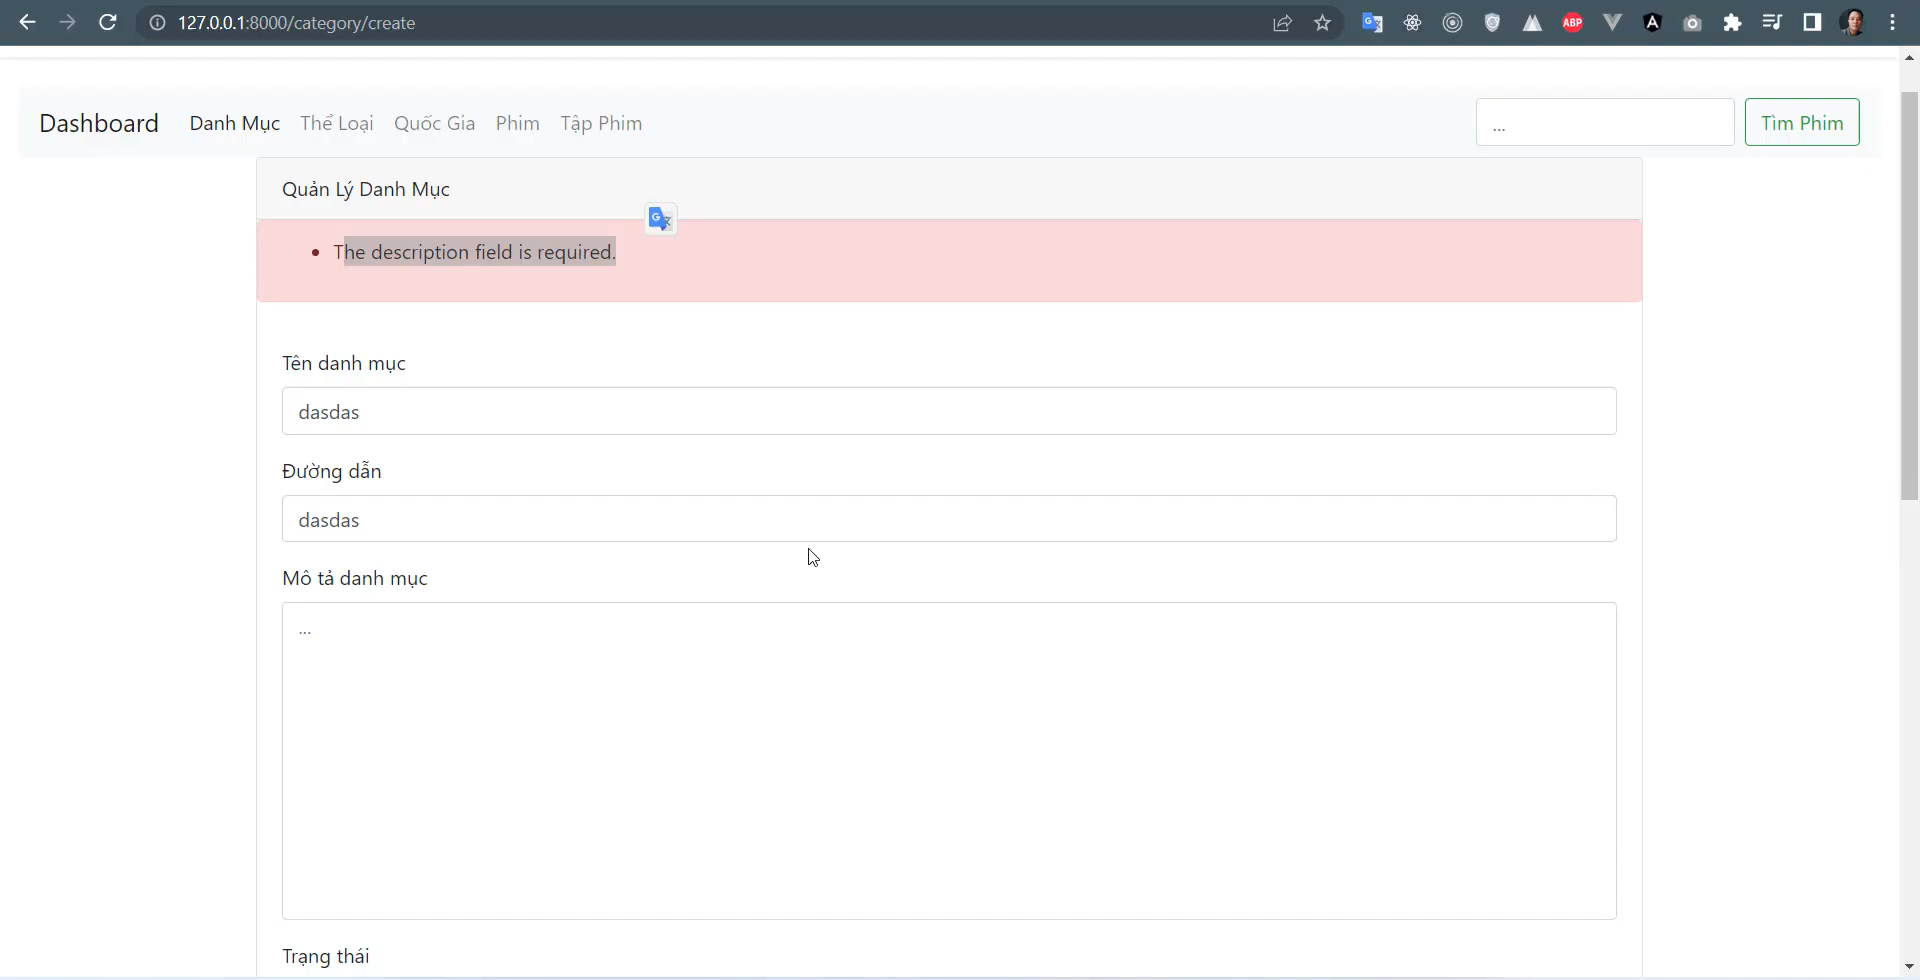 127.0.0.1:8000/category/create
ABP
Dashboard Danh Mục Thể Loại Quốc Gia Phim Tập Phim ... Tìm Phim
Quản Lý Danh Mục
The description field is required.
Tên danh mục
dasdas
Đường dẫn
dasdas
Mô tả danh mục
...
Trạng thái